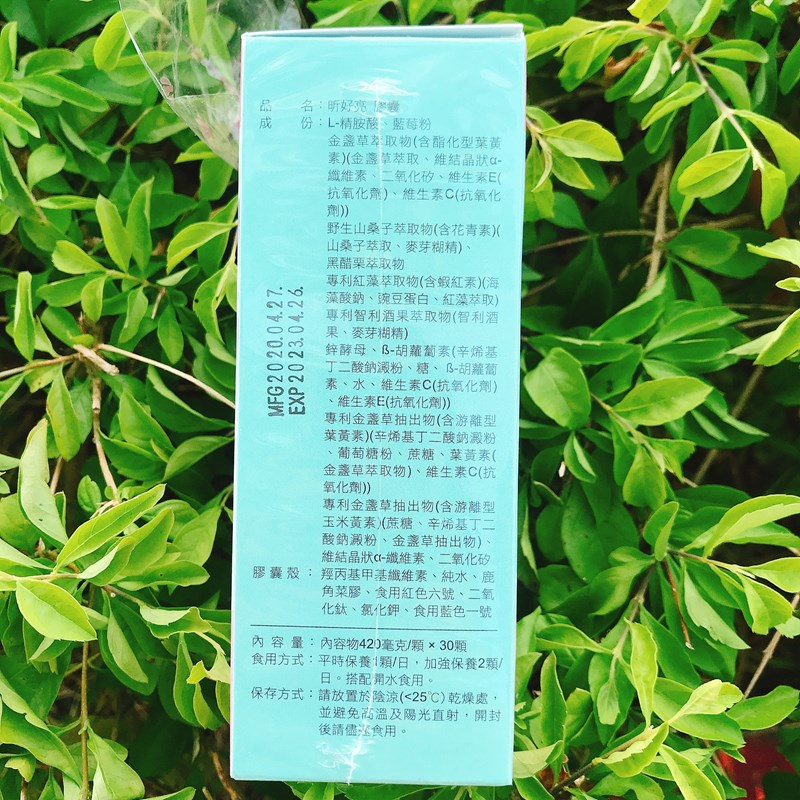 品　　名：昕好亮 膠囊
成　　份：L-精胺酸、藍莓粉
金盞草萃取物(含酯化型葉黃
素)(金盞草萃取、維結晶狀α-
纖維素、二氧化矽、維生素E(
抗氧化劑)、維生素C(抗氧化
劑))
野生山桑子萃取物(含花青素)(
山桑子萃取、麥芽糊精)、
黑醋栗萃取物
專利紅藻萃取物(含蝦紅素)(海
藻酸鈉、豌豆蛋白、紅藻萃取)
專利智利酒果萃取物(智利酒
果、麥芽糊精)
鋅酵母、ß-胡蘿蔔素(辛烯基
丁二酸鈉澱粉、糖、ß-胡蘿蔔
素、水、維生素C(抗氧化劑)
、維生素E(抗氧化劑))
專利金盞草抽出物(含游離型
葉黃素)(辛烯基丁二酸鈉澱粉
、葡萄糖粉、蔗糖、葉黃素(
金盞草萃取物)、維生素C(抗
氧化劑))
專利金盞草抽出物(含游離型
玉米黃素)(蔗糖、辛烯基丁二
酸鈉澱粉、金盞草抽出物)、
維結晶狀α-纖維素、二氧化矽
膠囊殼：羥丙基甲基纖維素、純水、鹿
角菜膠、食用紅色六號、二氧
化鈦、氯化鉀、食用藍色一號
內容量：內容物420毫克/顆 × 30顆
食用方式：平時保養1顆/日，加強保養2顆/
日。搭配開水食用。
保存方式：請放置於陰涼(<25℃)乾燥處，
並避免高溫及陽光直射，開封
後請儘速食用。
MFG2020.04.27.
EXP2023.04.26.